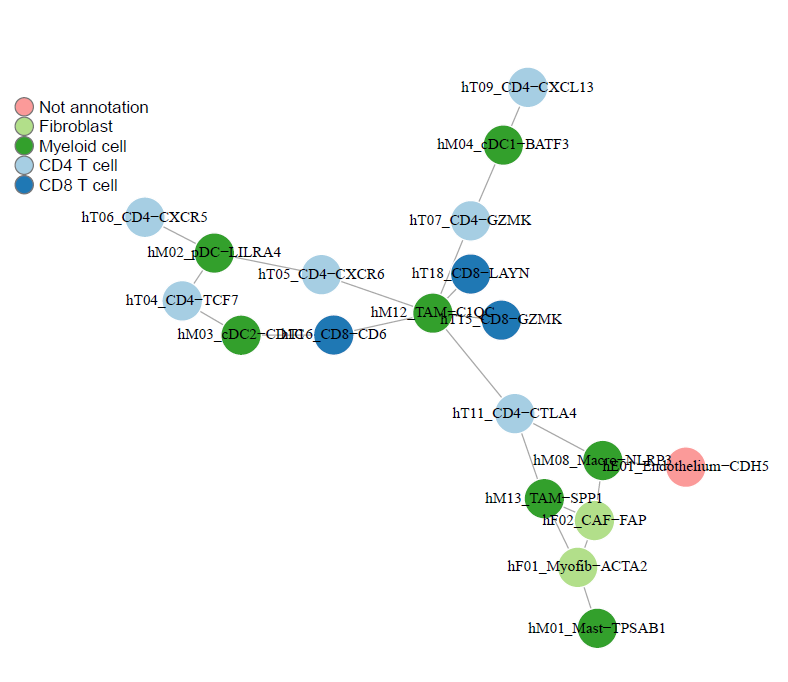 hT09_CD4−CXCL13
Not annotation
Fibroblast
Myeloid cell
CD4 T cell
CD8 T cell
hM04_cDC1−BATF3
hT06_CD4−CXCR5
hT07_CD4−GZMK
hM02_pDC−LILRA4
hT05_CD4−CXCR6
hT18_CD8−LAYN
hT04_CD4−TCF7
hM12_TAM−C1QC
hT15_CD8−GZMK
hM03_cDC2−CD1C
hT16_CD8−CD6
hT11_CD4−CTLA4
hM08_Macro−NLRP3
hE01_Endothelium−CDH5
hM13_TAM−SPP1
hF02_CAF−FAP
hF01_Myofib−ACTA2
hM01_Mast−TPSAB1